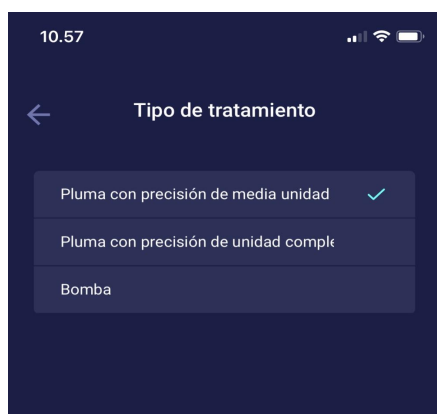 10.57
Tipo de tratamiento
Pluma con precisión de media unidad
Pluma con precisión de unidad comple
Bomba